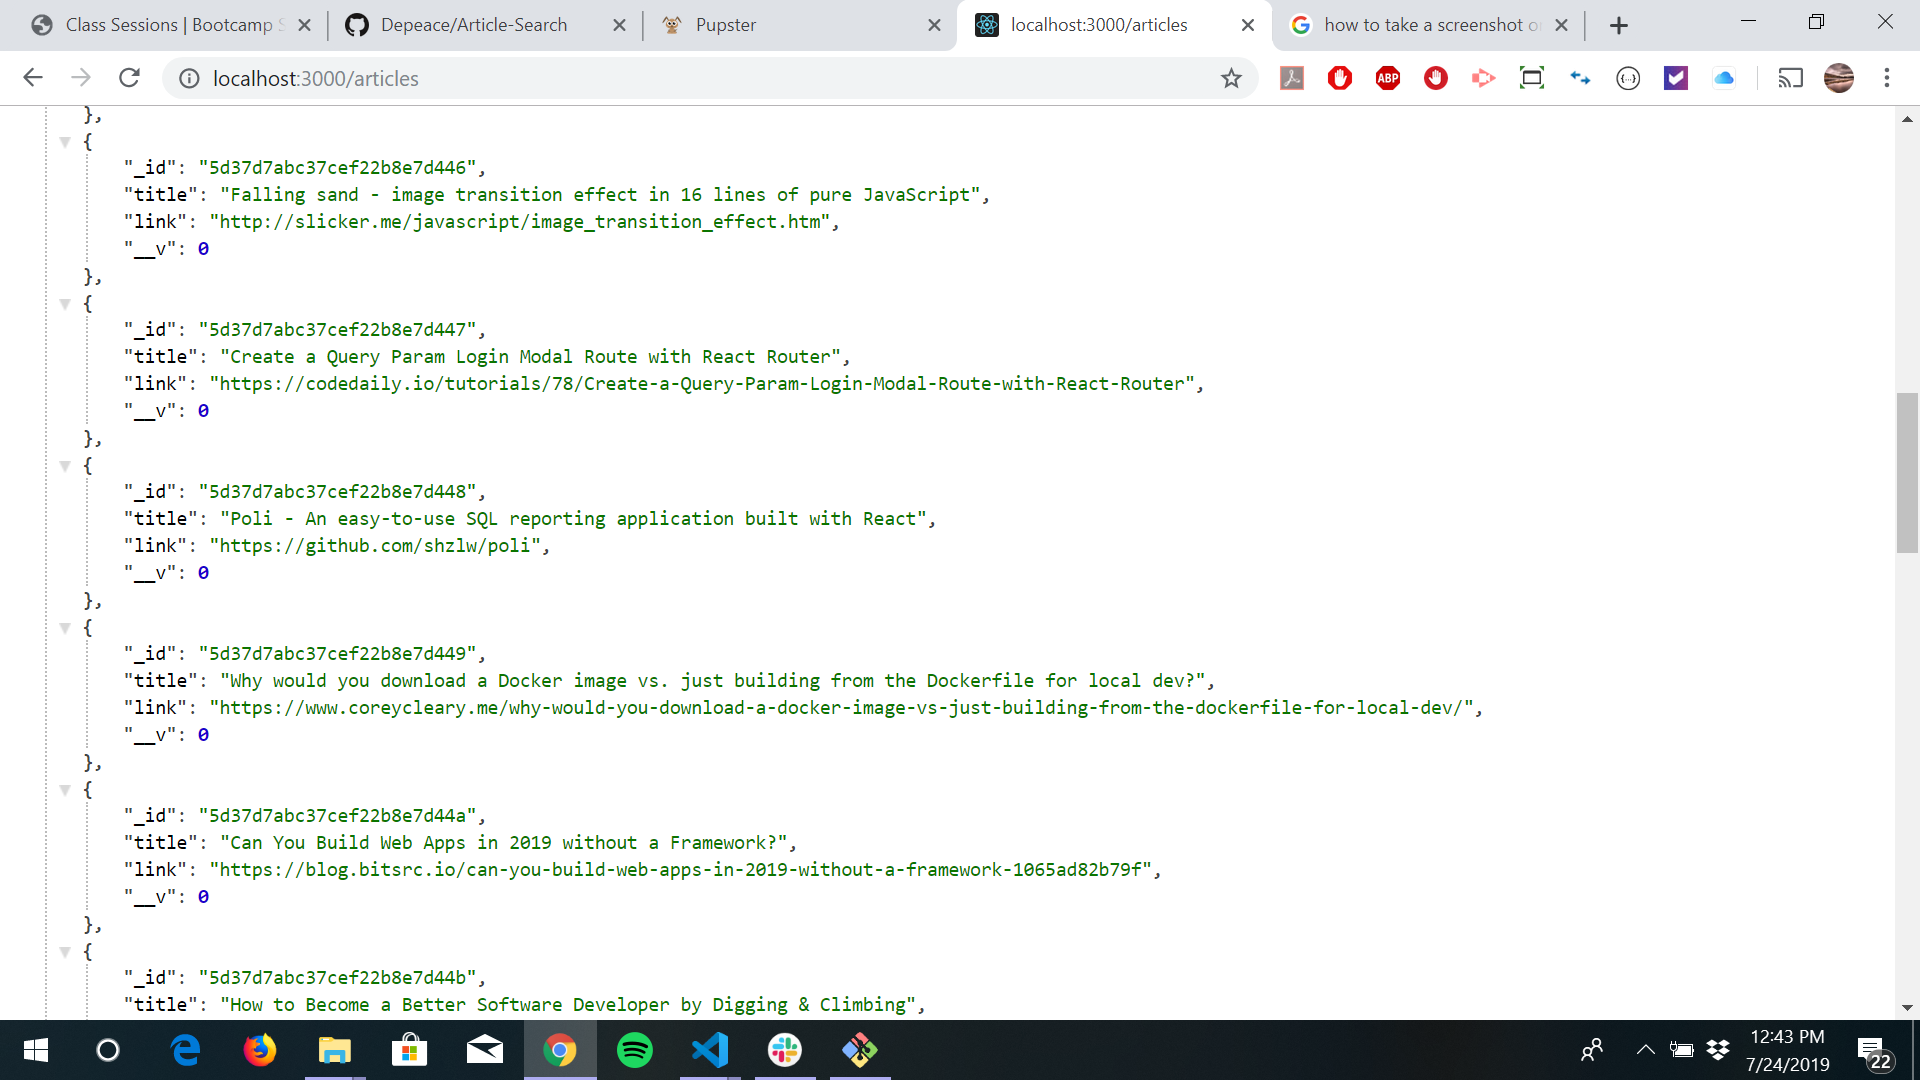 Class Sessions | Bootcamp S
Depeace/Article-Search
Pupster
localhost:3000/articles
how to take a screenshot o
localhost:3000/articles
ABP
{...}
},
{
"_id": "5d37d7abc37cef22b8e7d446",
"title": "Falling sand - image transition effect in 16 lines of pure JavaScript",
"link": "http://slicker.me/javascript/image_transition_effect.htm",
"__v": 0
},
{
"_id": "5d37d7abc37cef22b8e7d447",
"title": "Create a Query Param Login Modal Route with React Router",
"link": "https://codedaily.io/tutorials/78/Create-a-Query-Param-Login-Modal-Route-with-React-Router",
"__v": 0
},
{
"_id": "5d37d7abc37cef22b8e7d448",
"title": "Poli - An easy-to-use SQL reporting application built with React",
"link": "https://github.com/shzlw/poli",
"__v": 0
},
{
"_id": "5d37d7abc37cef22b8e7d449",
"title": "Why would you download a Docker image vs. just building from the Dockerfile for local dev?",
"link": "https://www.coreycleary.me/why-would-you-download-a-docker-image-vs-just-building-from-the-dockerfile-for-local-dev/",
"__v": 0
},
{
"_id": "5d37d7abc37cef22b8e7d44a",
"title": "Can You Build Web Apps in 2019 without a Framework?",
"link": "https://blog.bitsrc.io/can-you-build-web-apps-in-2019-without-a-framework-1065ad82b79f",
"__v": 0
},
{
"_id": "5d37d7abc37cef22b8e7d44b",
"title": "How to Become a Better Software Developer by Digging & Climbing",
12:43 PM
7/24/2019
22